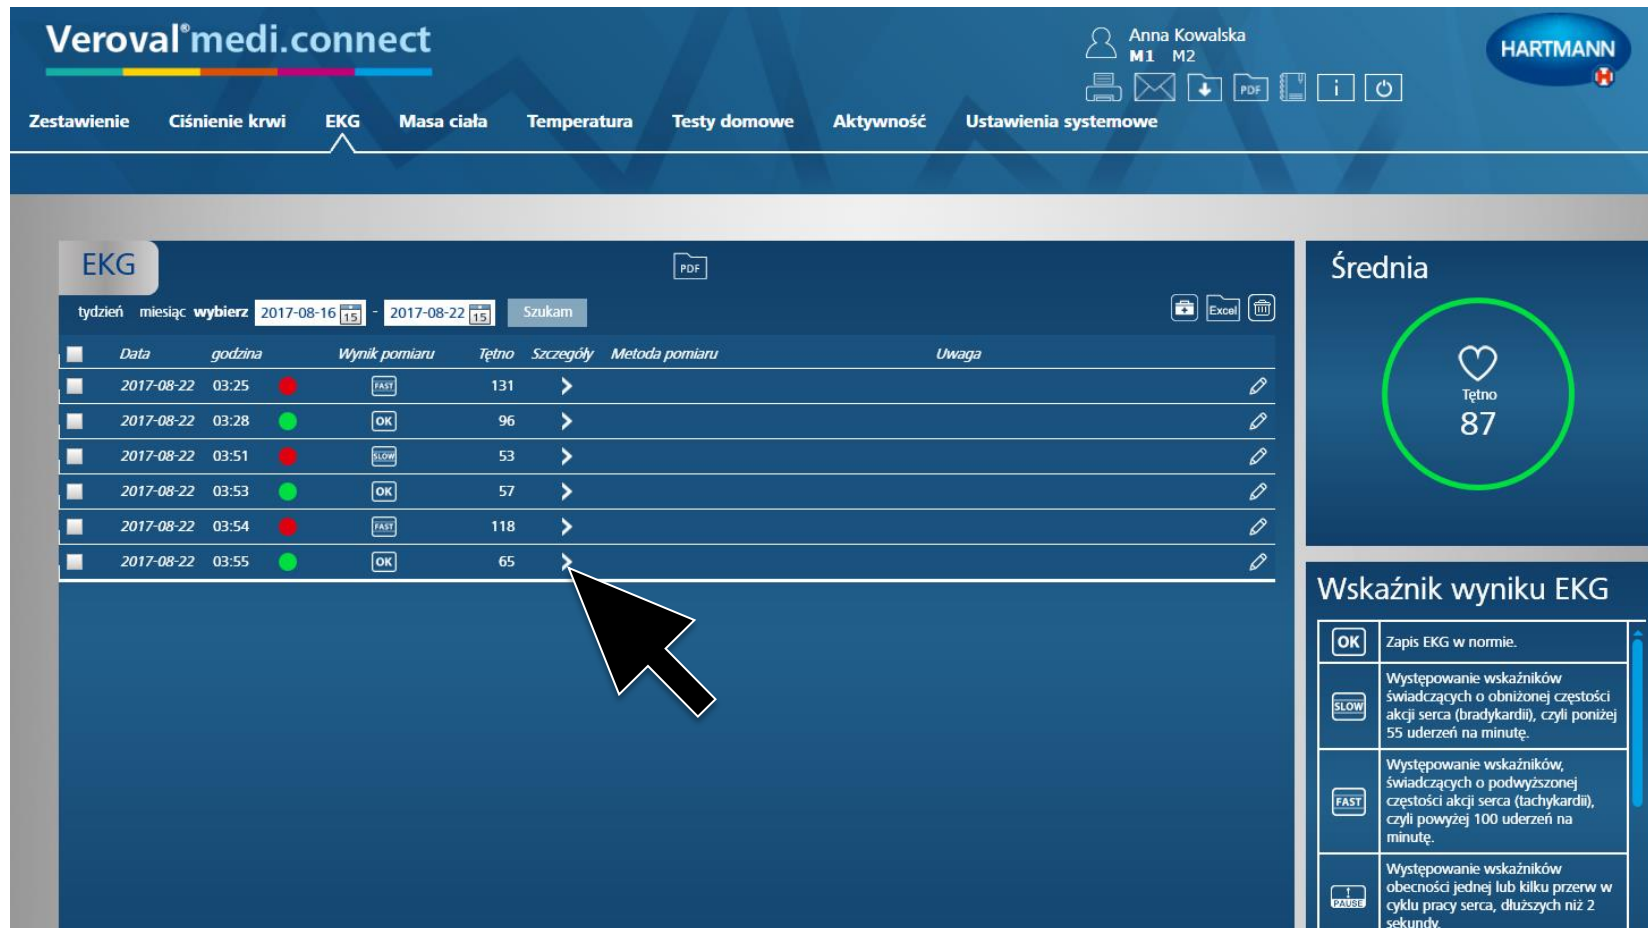 Veroval®medi.connect
Anna Kowalska
M1 M2
HARTMANN
PDF i
Zestawienie Ciśnienie krwi EKG Masa ciała Temperatura Testy domowe Aktywność Ustawienia systemowe
EKG
PDF
tydzień miesiąc wybierz 2017-08-16 15 - 2017-08-22 15 Szukam
Excel
Data godzina Wynik pomiaru Tętno Szczegóły Metoda pomiaru Uwaga
2017-08-22 03:25 FAST 131
2017-08-22 03:28 OK 96
2017-08-22 03:51 SLOW 53
2017-08-22 03:53 OK 57
2017-08-22 03:54 FAST 118
2017-08-22 03:55 OK 65
Średnia
Tętno
87
Wskaźnik wyniku EKG
OK Zapis EKG w normie.
SLOW
Występowanie wskaźników
świadczących o obniżonej częstości
akcji serca (bradykardii), czyli poniżej
55 uderzeń na minutę.
FAST
Występowanie wskaźników,
świadczących o podwyższonej
częstości akcji serca (tachykardii),
czyli powyżej 100 uderzeń na
minutę.
PAUSE
Występowanie wskaźników
obecności jednej lub kilku przerw w
cyklu pracy serca, dłuższych niż 2
sekundy.